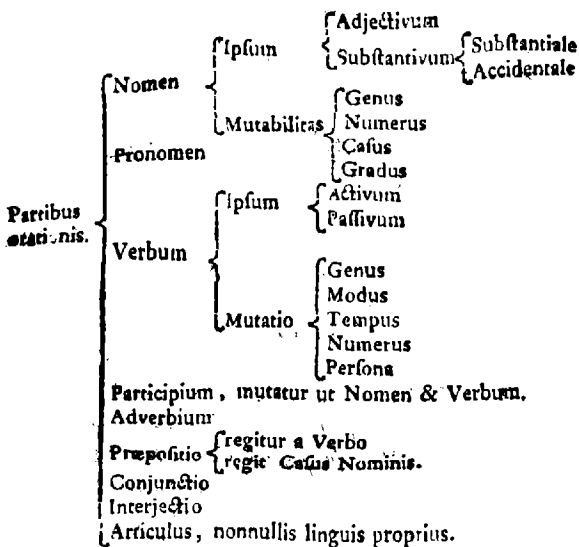 Partibus
orationis.
Nomen
Ipſum
Adjectivum
Subſtantivum
Subſtantiale
Accidentale
Mutabilitas
Genus
Numerus
Caſus
Gradus
Pronomen
Verbum
Ipſum
Activum
Paſſivum
Mutatio
Genus
Modus
Tempus
Numerus
Perſona
Participium, mutatur ut Nomen & Verbum.
Adverbium
Præpoſitio
regitur a Verbo
regit Caſus Nominis.
Conjunctio
Interjectio
Articulus, nonnullis linguis proprius.